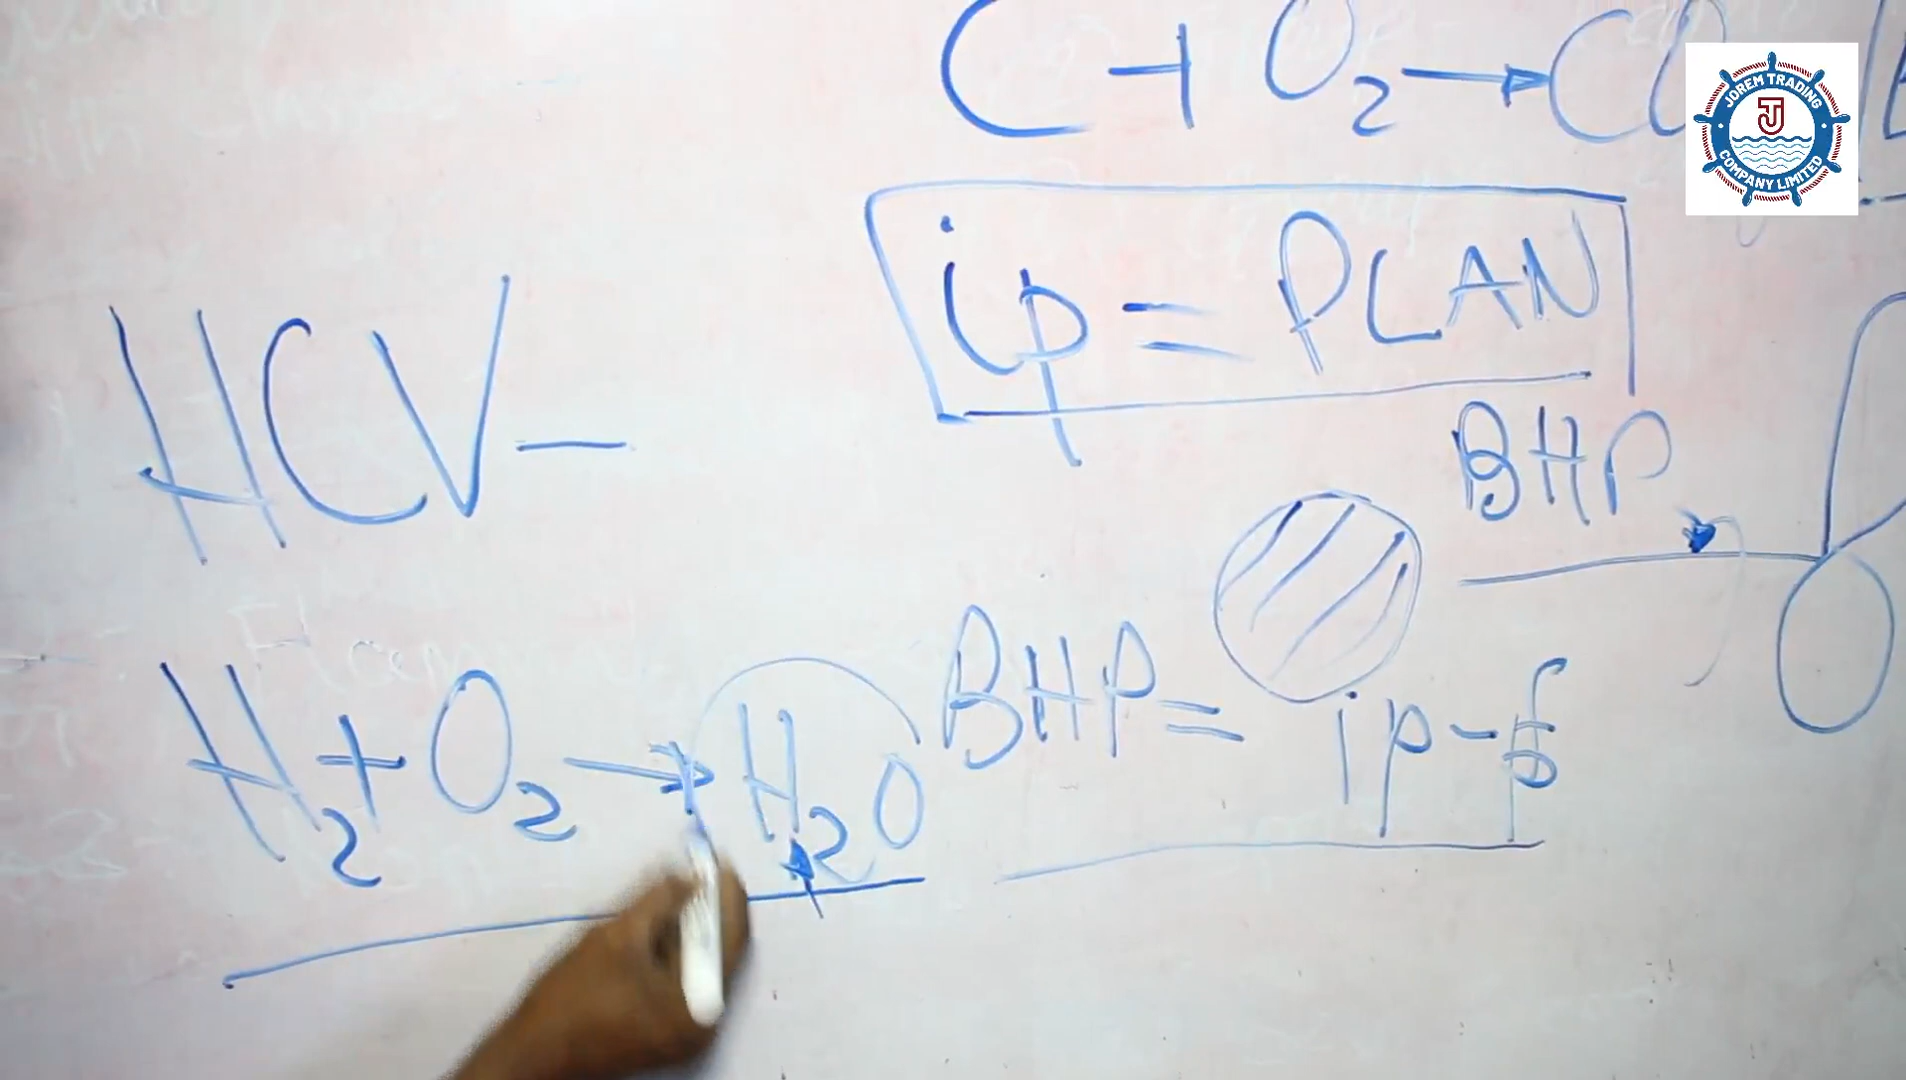 C + O₂ → CO
JOREM TRADING
J
COMPANY LIMITED
ip = PLAN
HCV -
BHP
BHP = ip - f
H₂ + O₂ → H₂O